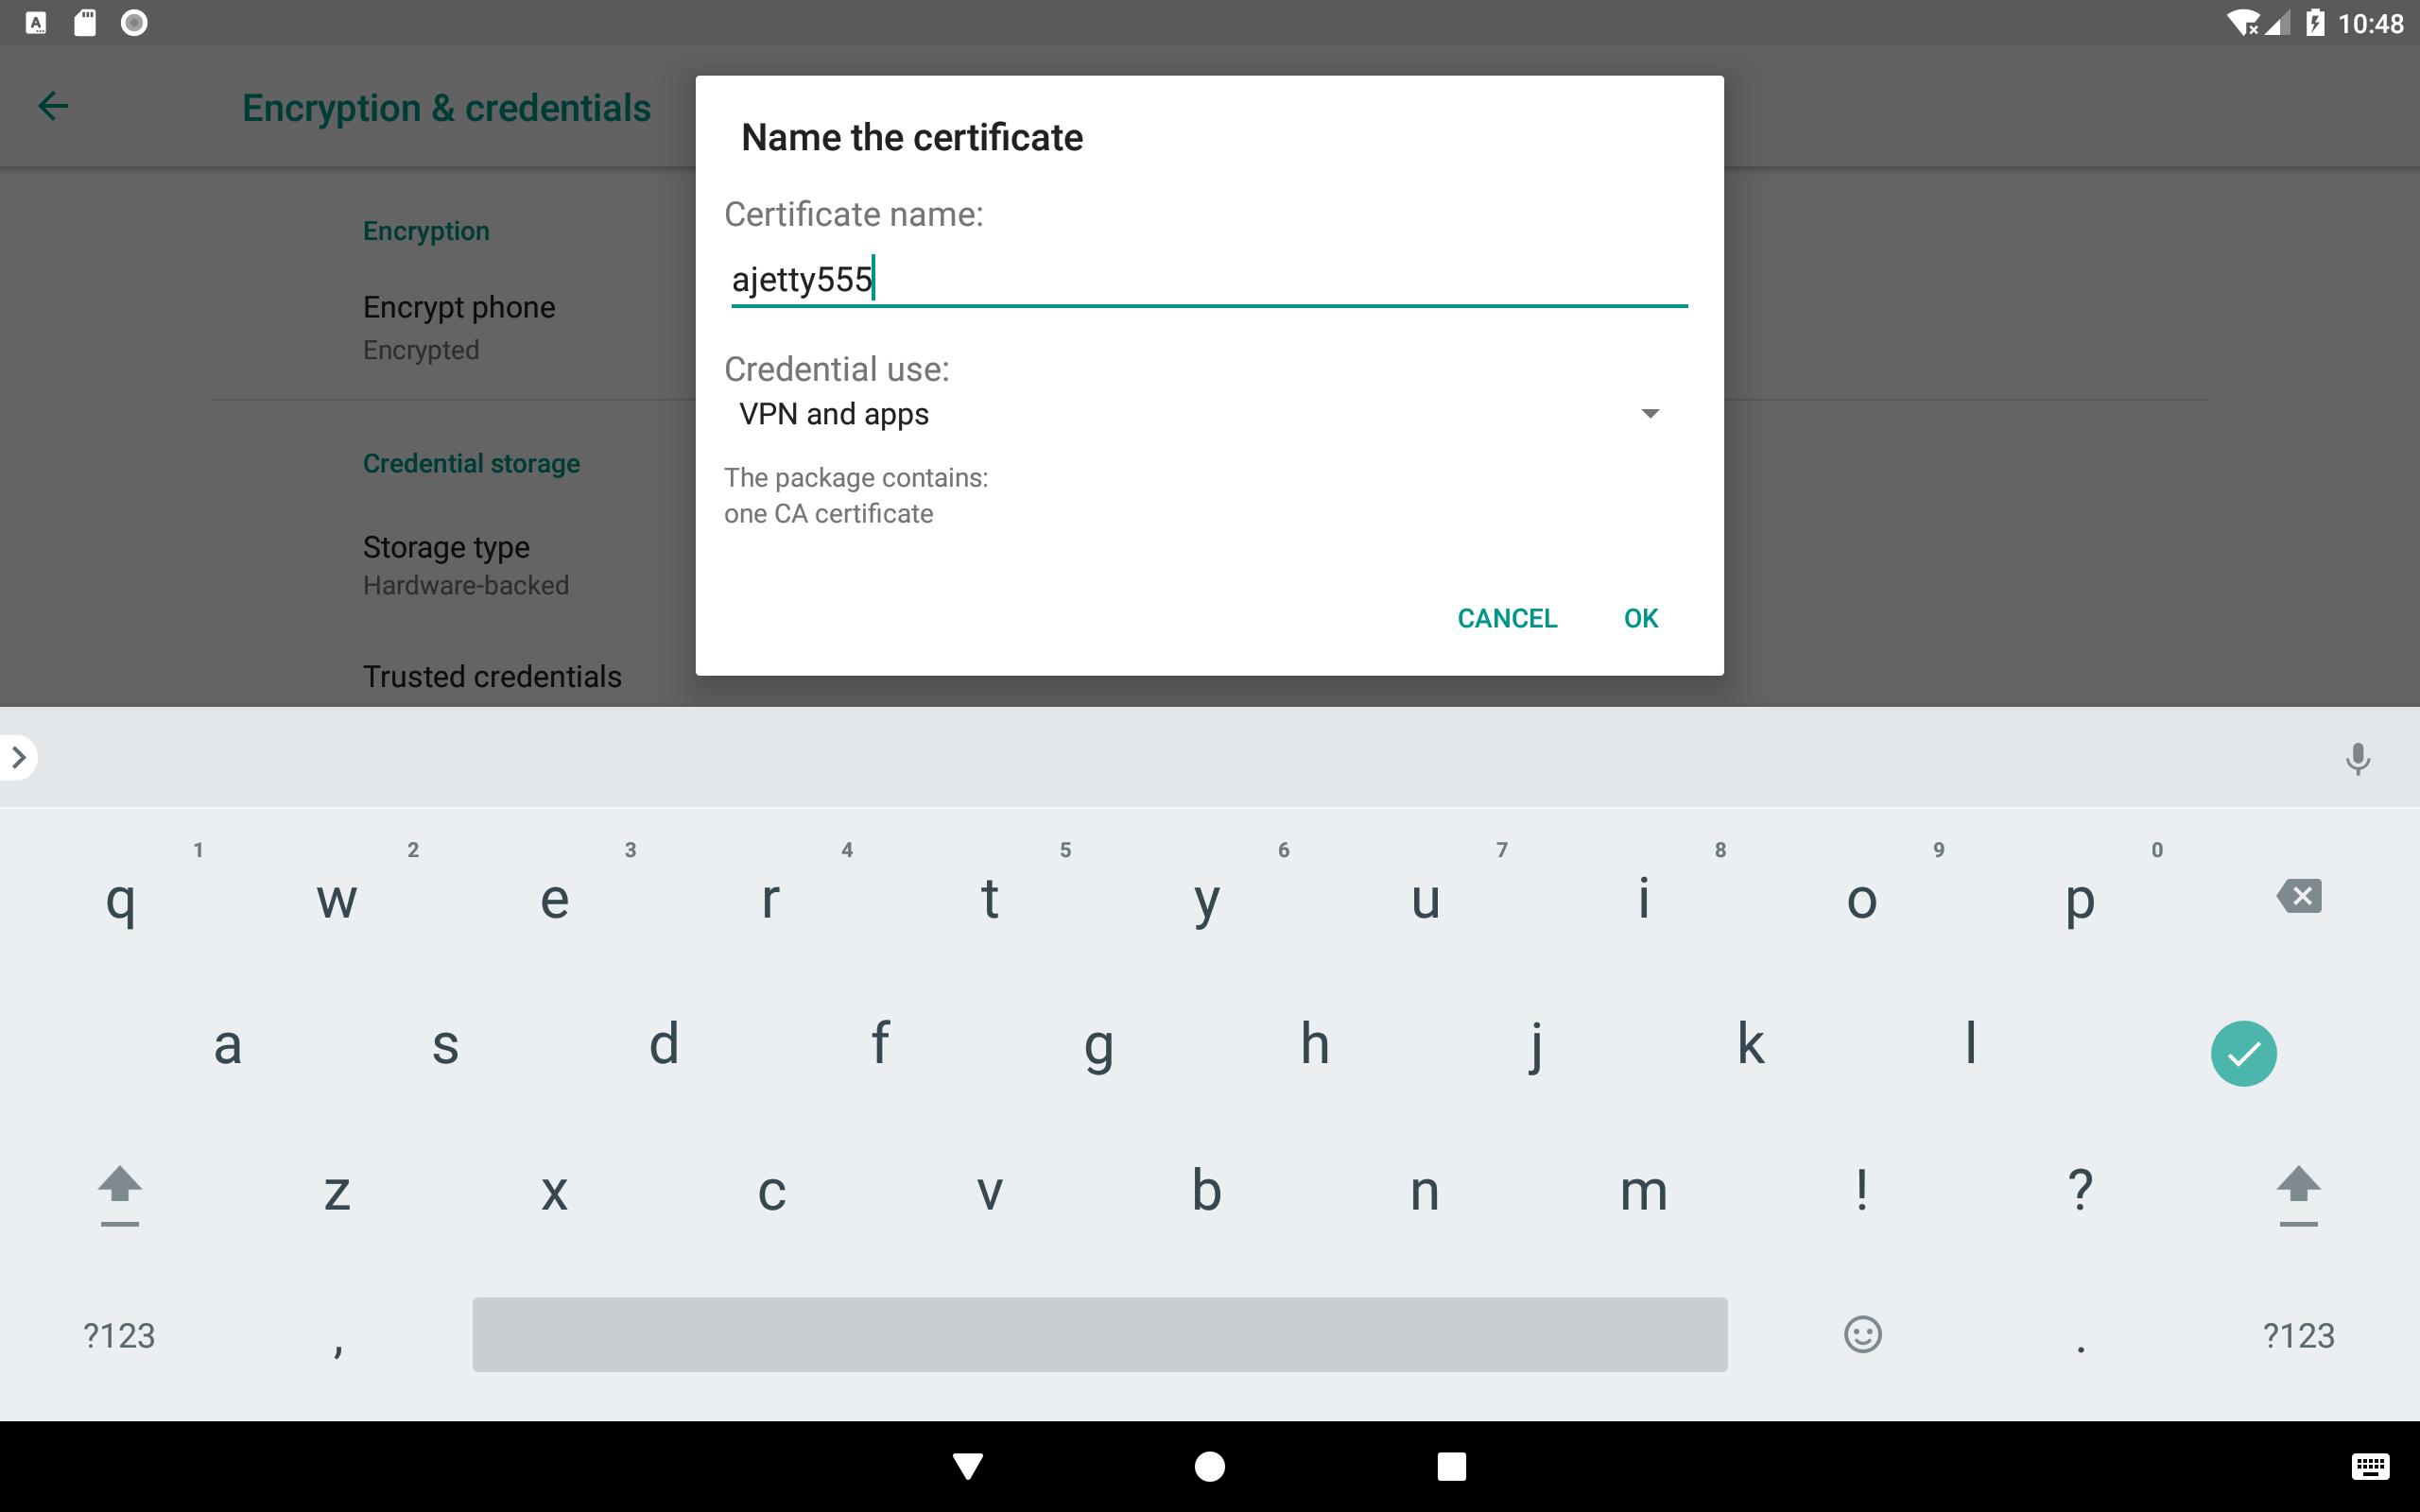 10:48
Encryption & credentials
Name the certificate
Certificate name:
ajetty555
Credential use:
VPN and apps
The package contains:
one CA certificate
CANCEL OK
Encryption
Encrypt phone
Encrypted
Credential storage
Storage type
Hardware-backed
Trusted credentials
1 2 3 4 5 6 7 8 9 0
q w e r t y u i o p
a s d f g h j k l
z x c v b n m ! ?
?123 , . ?123